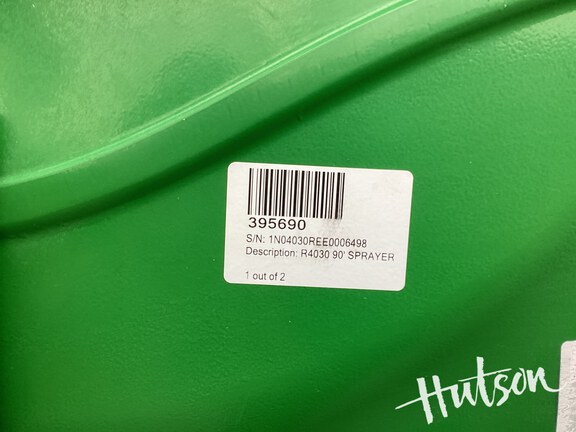 395690
S/N: 1N04030REE0006498
Description: R4030 90' SPRAYER
1 out of 2
Hutson